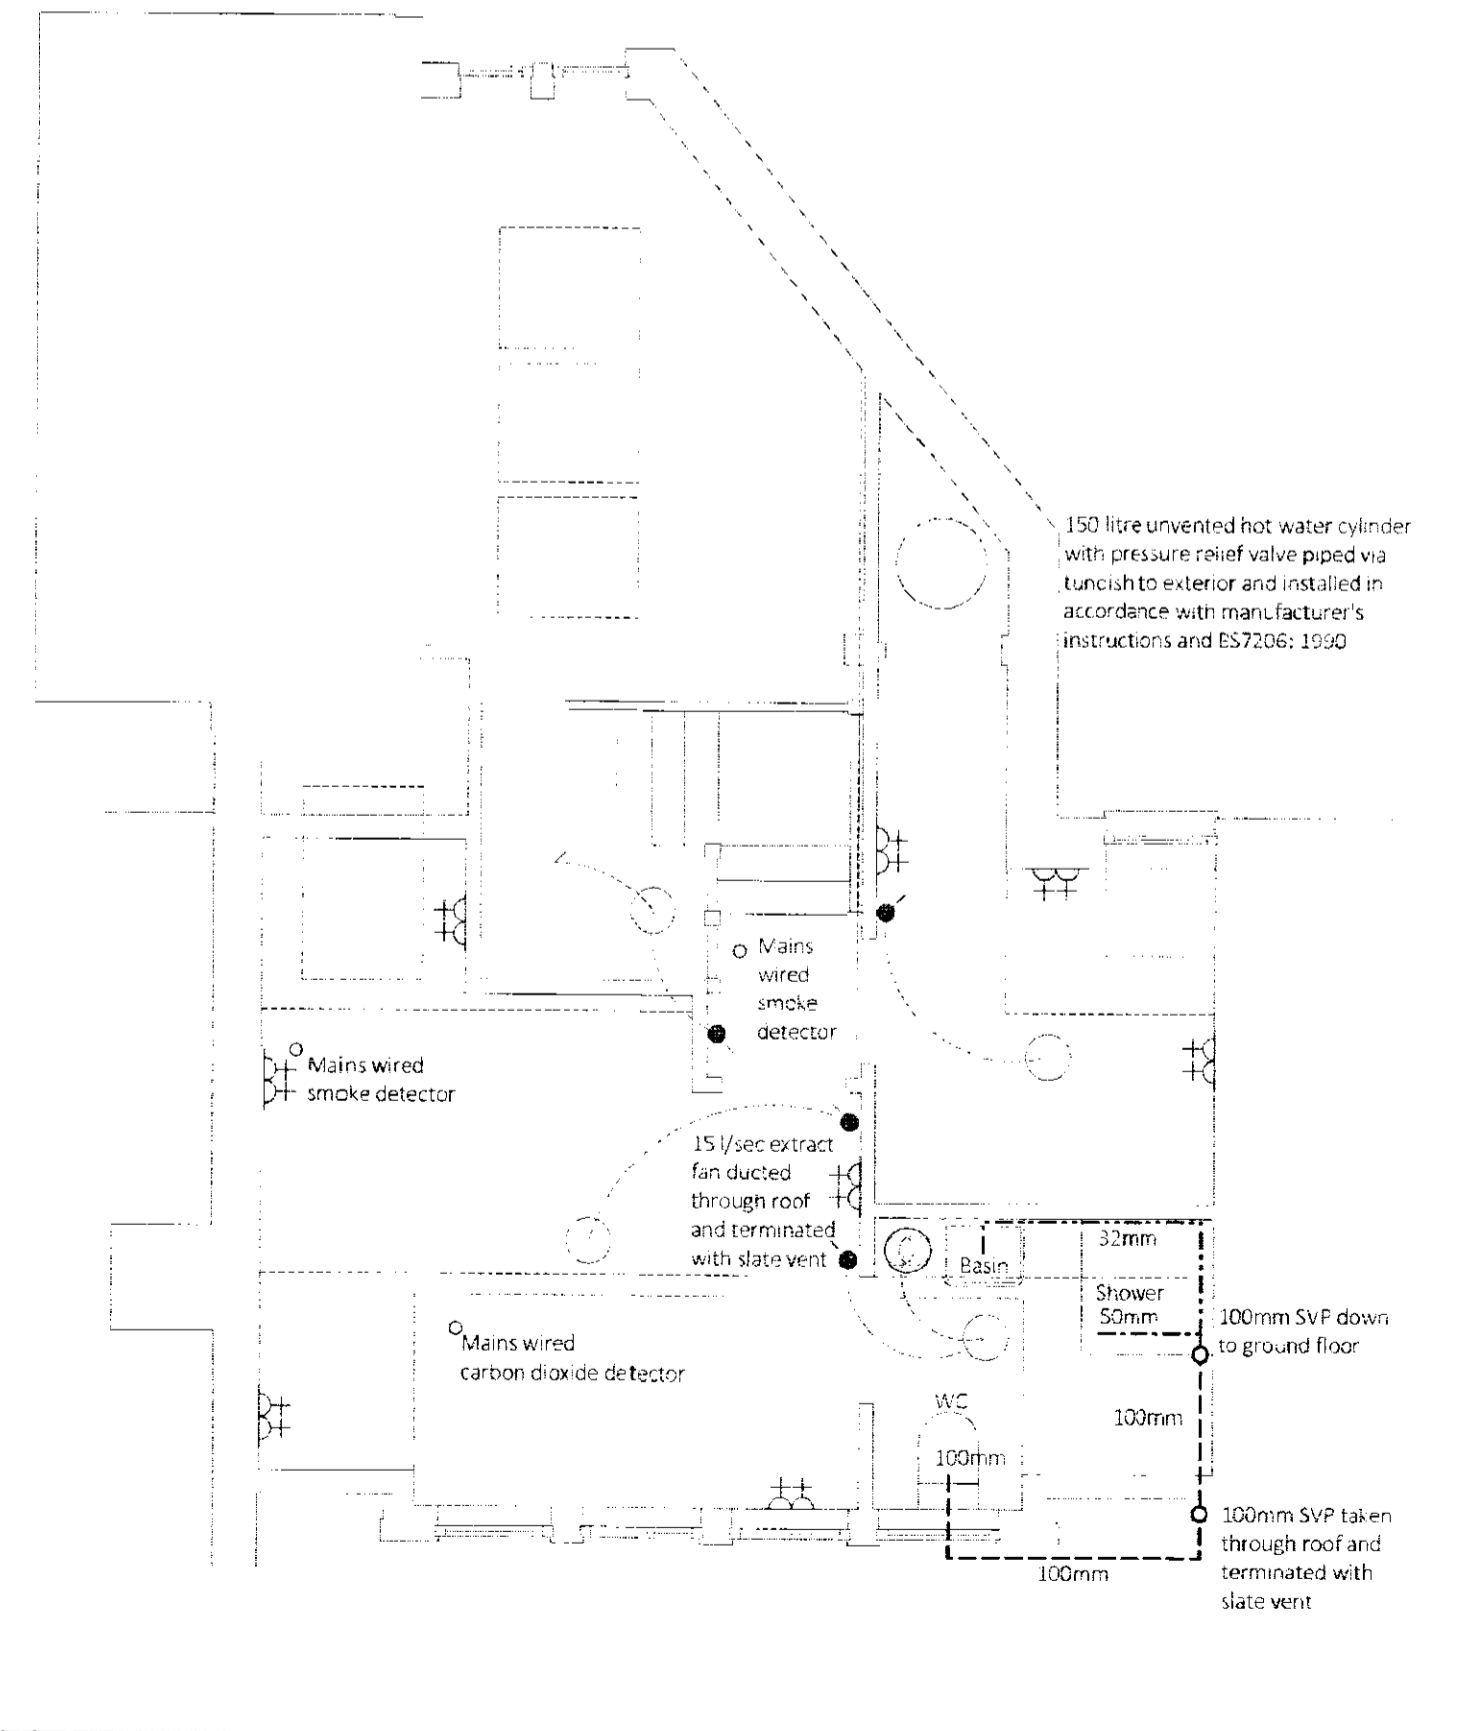 150 litre unvented hot water cylinder
with pressure relief valve piped via
tundish to exterior and installed in
accordance with manufacturer's
instructions and BS7206: 1990
Mains
wired
smoke
detector
Mains wired
smoke detector
15 l/sec extract
fan ducted
through roof
and terminated
with slate vent
32mm
Basin
Shower
50mm
100mm SVP down
to ground floor
Mains wired
carbon dioxide detector
WC
100mm
100mm
100mm SVP taken
through roof and
terminated with
slate vent
100mm